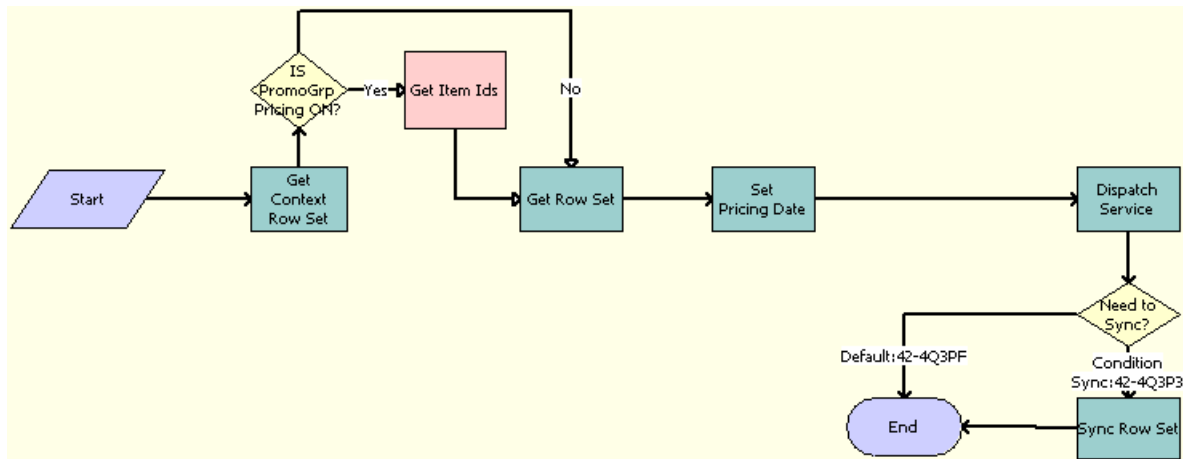 IS
PromoGrp
Pricing ON?
Yes
Get Item Ids
No
Start
Get
Context
Row Set
Get Row Set
Set
Pricing Date
Dispatch
Service
Need to
Sync?
Default:42-4Q3PF
Condition
Sync:42-4Q3P3
End
Sync Row Set